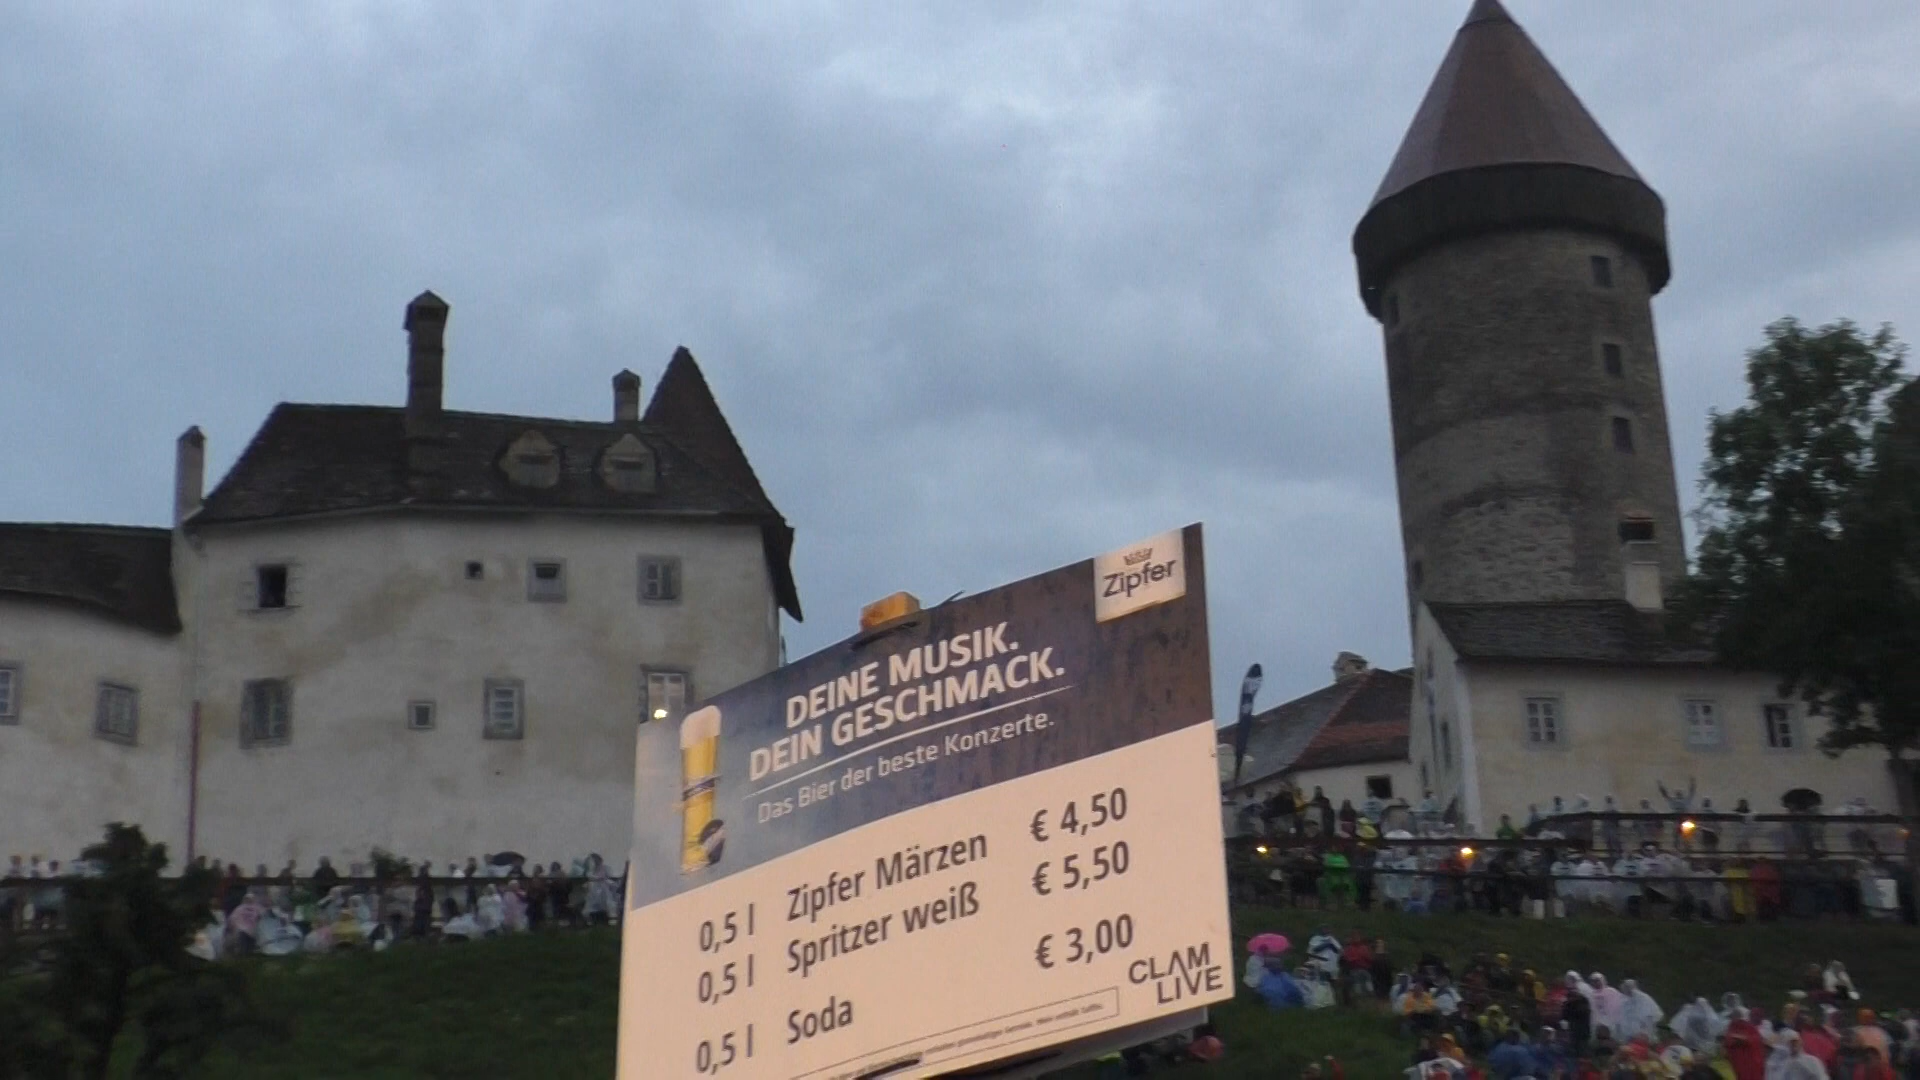 Zipfer
DEINE MUSIK.
DEIN GESCHMACK.
Das Bier der beste Konzerte.
0,5 l Zipfer Märzen € 4,50
0,5 l Spritzer weiß € 5,50
0,5 l Soda € 3,00
CLAM
LIVE